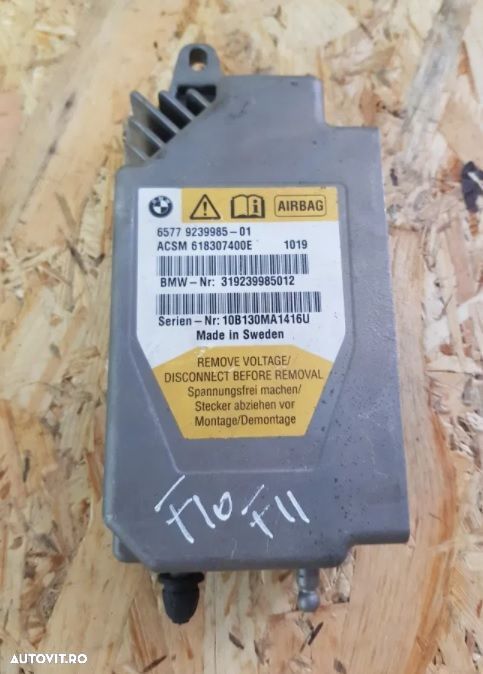 BMW
AIRBAG
6577 9239985-01
ACSM 618307400E 1019
BMW-Nr: 319239985012
Serien-Nr: 10B130MA1416U
Made in Sweden
REMOVE VOLTAGE/
DISCONNECT BEFORE REMOVAL
Spannungsfrei machen/
Stecker abziehen vor
Montage/Demontage
F10 F11
AUTOVIT.RO